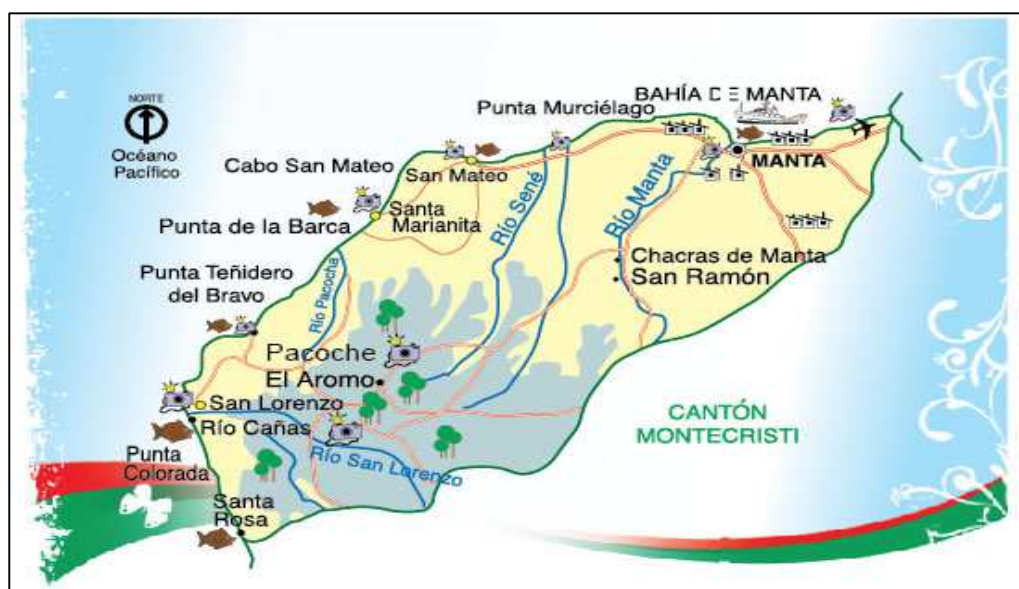 NORTE
Océano
Pacífico
BAHÍA DE MANTA
Punta Murciélago
Cabo San Mateo
San Mateo
MANTA
Santa
Marianita
Punta de la Barca
Río Sené
Río Manta
Chacras de Manta
San Ramón
Punta Teñidero
del Bravo
Río Pacocha
Pacoche
El Aromo
San Lorenzo
Río Cañas
CANTÓN
MONTECRISTI
Punta
Colorada
Río San Lorenzo
Santa
Rosa